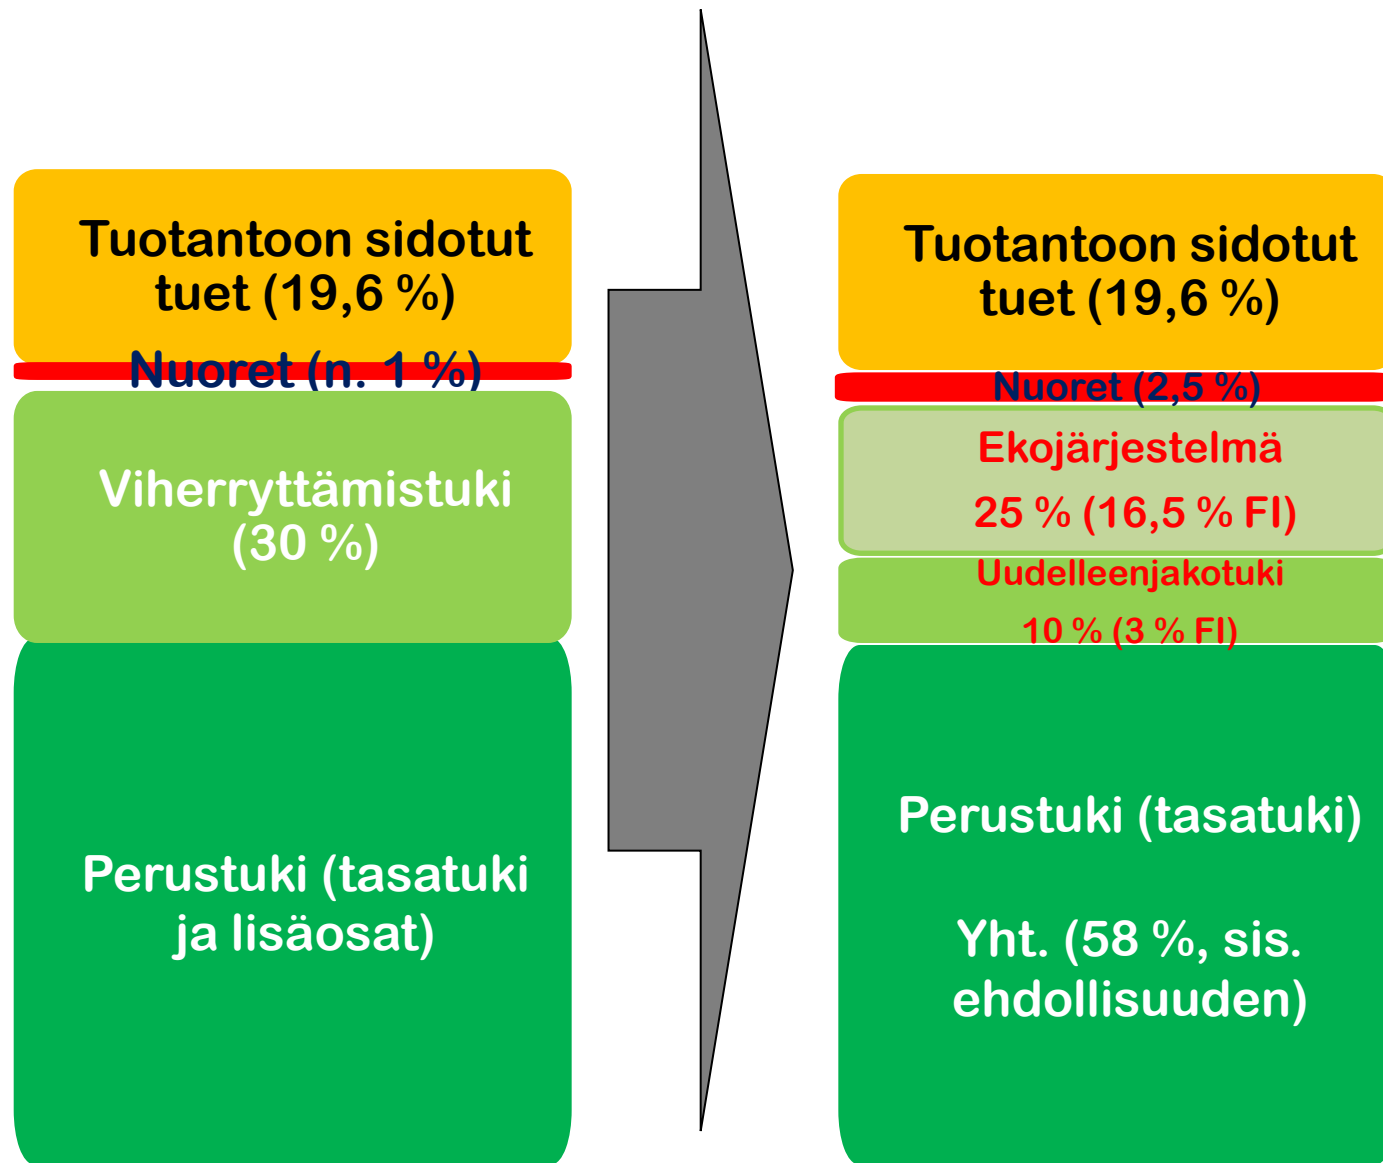 Tuotantoon sidotut
tuet (19,6 %)
Nuoret (n. 1 %)
Viherryttämistuki
(30 %)
Perustuki (tasatuki
ja lisäosat)
Tuotantoon sidotut
tuet (19,6 %)
Nuoret (2,5 %)
Ekojärjestelmä
25 % (16,5 % FI)
Uudelleenjakotuki
10 % (3 % FI)
Perustuki (tasatuki)
Yht. (58 %, sis.
ehdollisuuden)